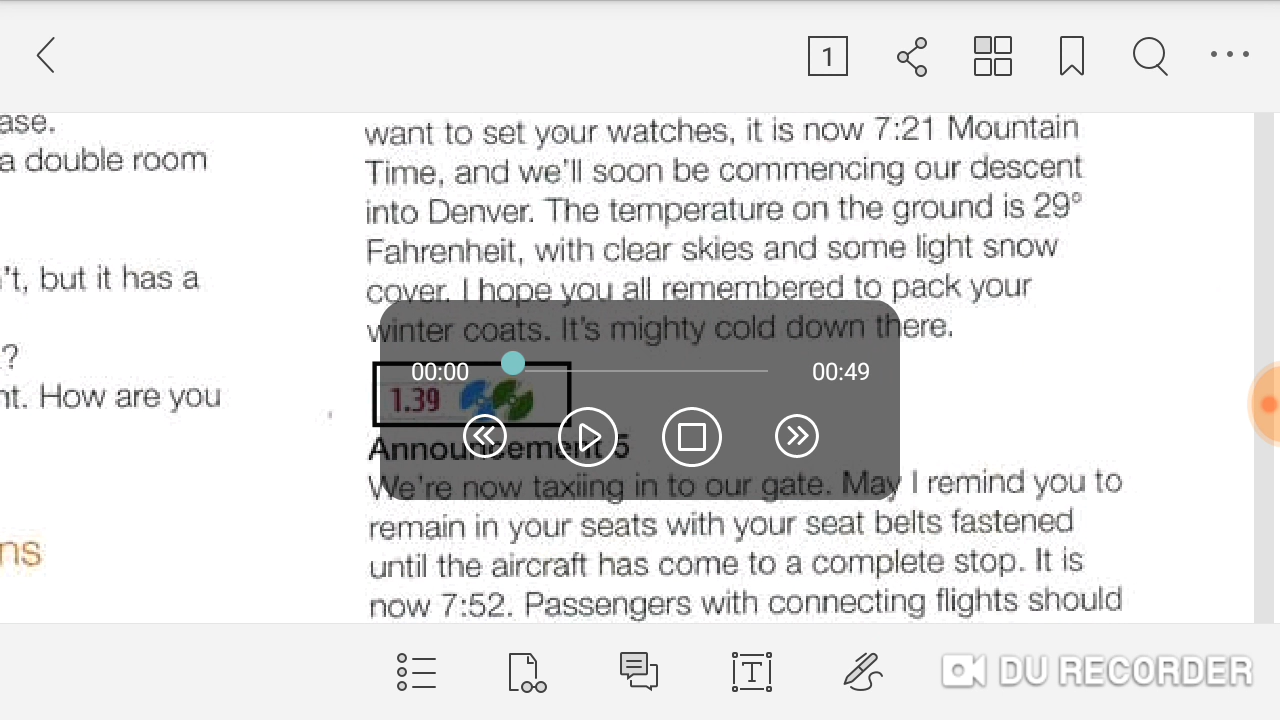 1
ase.
a double room
't, but it has a
?
nt. How are you
ns
want to set your watches, it is now 7:21 Mountain
Time, and we'll soon be commencing our descent
into Denver. The temperature on the ground is 29°
Fahrenheit, with clear skies and some light snow
cover. I hope you all remembered to pack your
winter coats. It's mighty cold down there.
00:00
00:49
1.39
Announcement 5
We're now taxiing in to our gate. May I remind you to
remain in your seats with your seat belts fastened
until the aircraft has come to a complete stop. It is
now 7:52. Passengers with connecting flights should
T
DU RECORDER